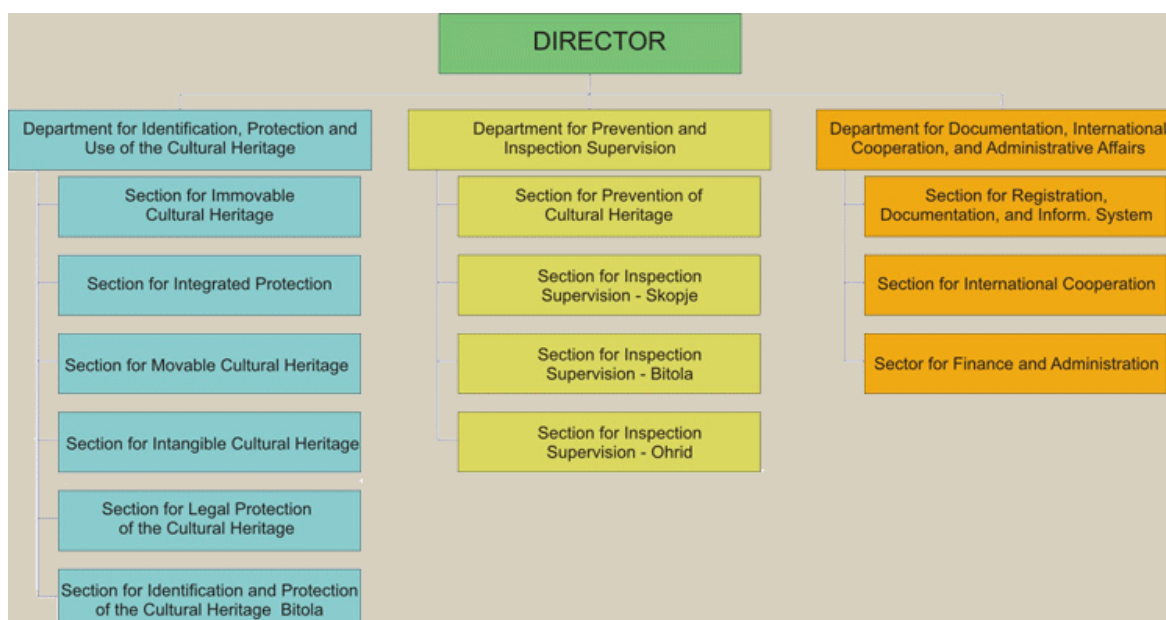 DIRECTOR
Department for Identification, Protection and
Use of the Cultural Heritage
Section for Immovable
Cultural Heritage
Section for Integrated Protection
Section for Movable Cultural Heritage
Section for Intangible Cultural Heritage
Section for Legal Protection
of the Cultural Heritage
Section for Identification and Protection
of the Cultural Heritage Bitola
Department for Prevention and
Inspection Supervision
Section for Prevention of
Cultural Heritage
Section for Inspection
Supervision - Skopje
Section for Inspection
Supervision - Bitola
Section for Inspection
Supervision - Ohrid
Department for Documentation, International
Cooperation, and Administrative Affairs
Section for Registration,
Documentation, and Inform. System
Section for International Cooperation
Sector for Finance and Administration